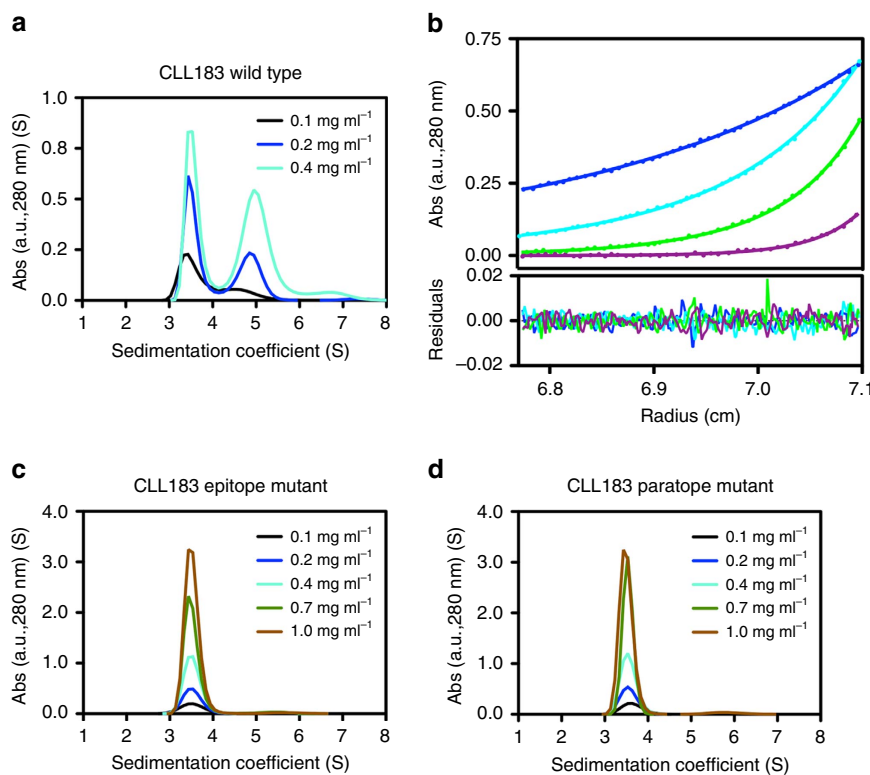 a
CLL183 wild type
Abs (a.u.,280 nm) (S)
1.0
0.8
0.5
0.2
0.0
0.1 mg ml⁻¹
0.2 mg ml⁻¹
0.4 mg ml⁻¹
1 2 3 4 5 6 7 8
Sedimentation coefficient (S)
b
Abs (a.u.,280 nm)
0.75
0.50
0.25
0.00
Residuals
0.02
0.00
−0.02
6.8 6.9 7.0 7.1
Radius (cm)
c
CLL183 epitope mutant
Abs (a.u.,280 nm) (S)
4.0
3.0
2.0
1.0
0.0
0.1 mg ml⁻¹
0.2 mg ml⁻¹
0.4 mg ml⁻¹
0.7 mg ml⁻¹
1.0 mg ml⁻¹
1 2 3 4 5 6 7 8
Sedimentation coefficient (S)
d
CLL183 paratope mutant
Abs (a.u.,280 nm) (S)
4.0
3.0
2.0
1.0
0.0
0.1 mg ml⁻¹
0.2 mg ml⁻¹
0.4 mg ml⁻¹
0.7 mg ml⁻¹
1.0 mg ml⁻¹
1 2 3 4 5 6 7 8
Sedimentation coefficient (S)